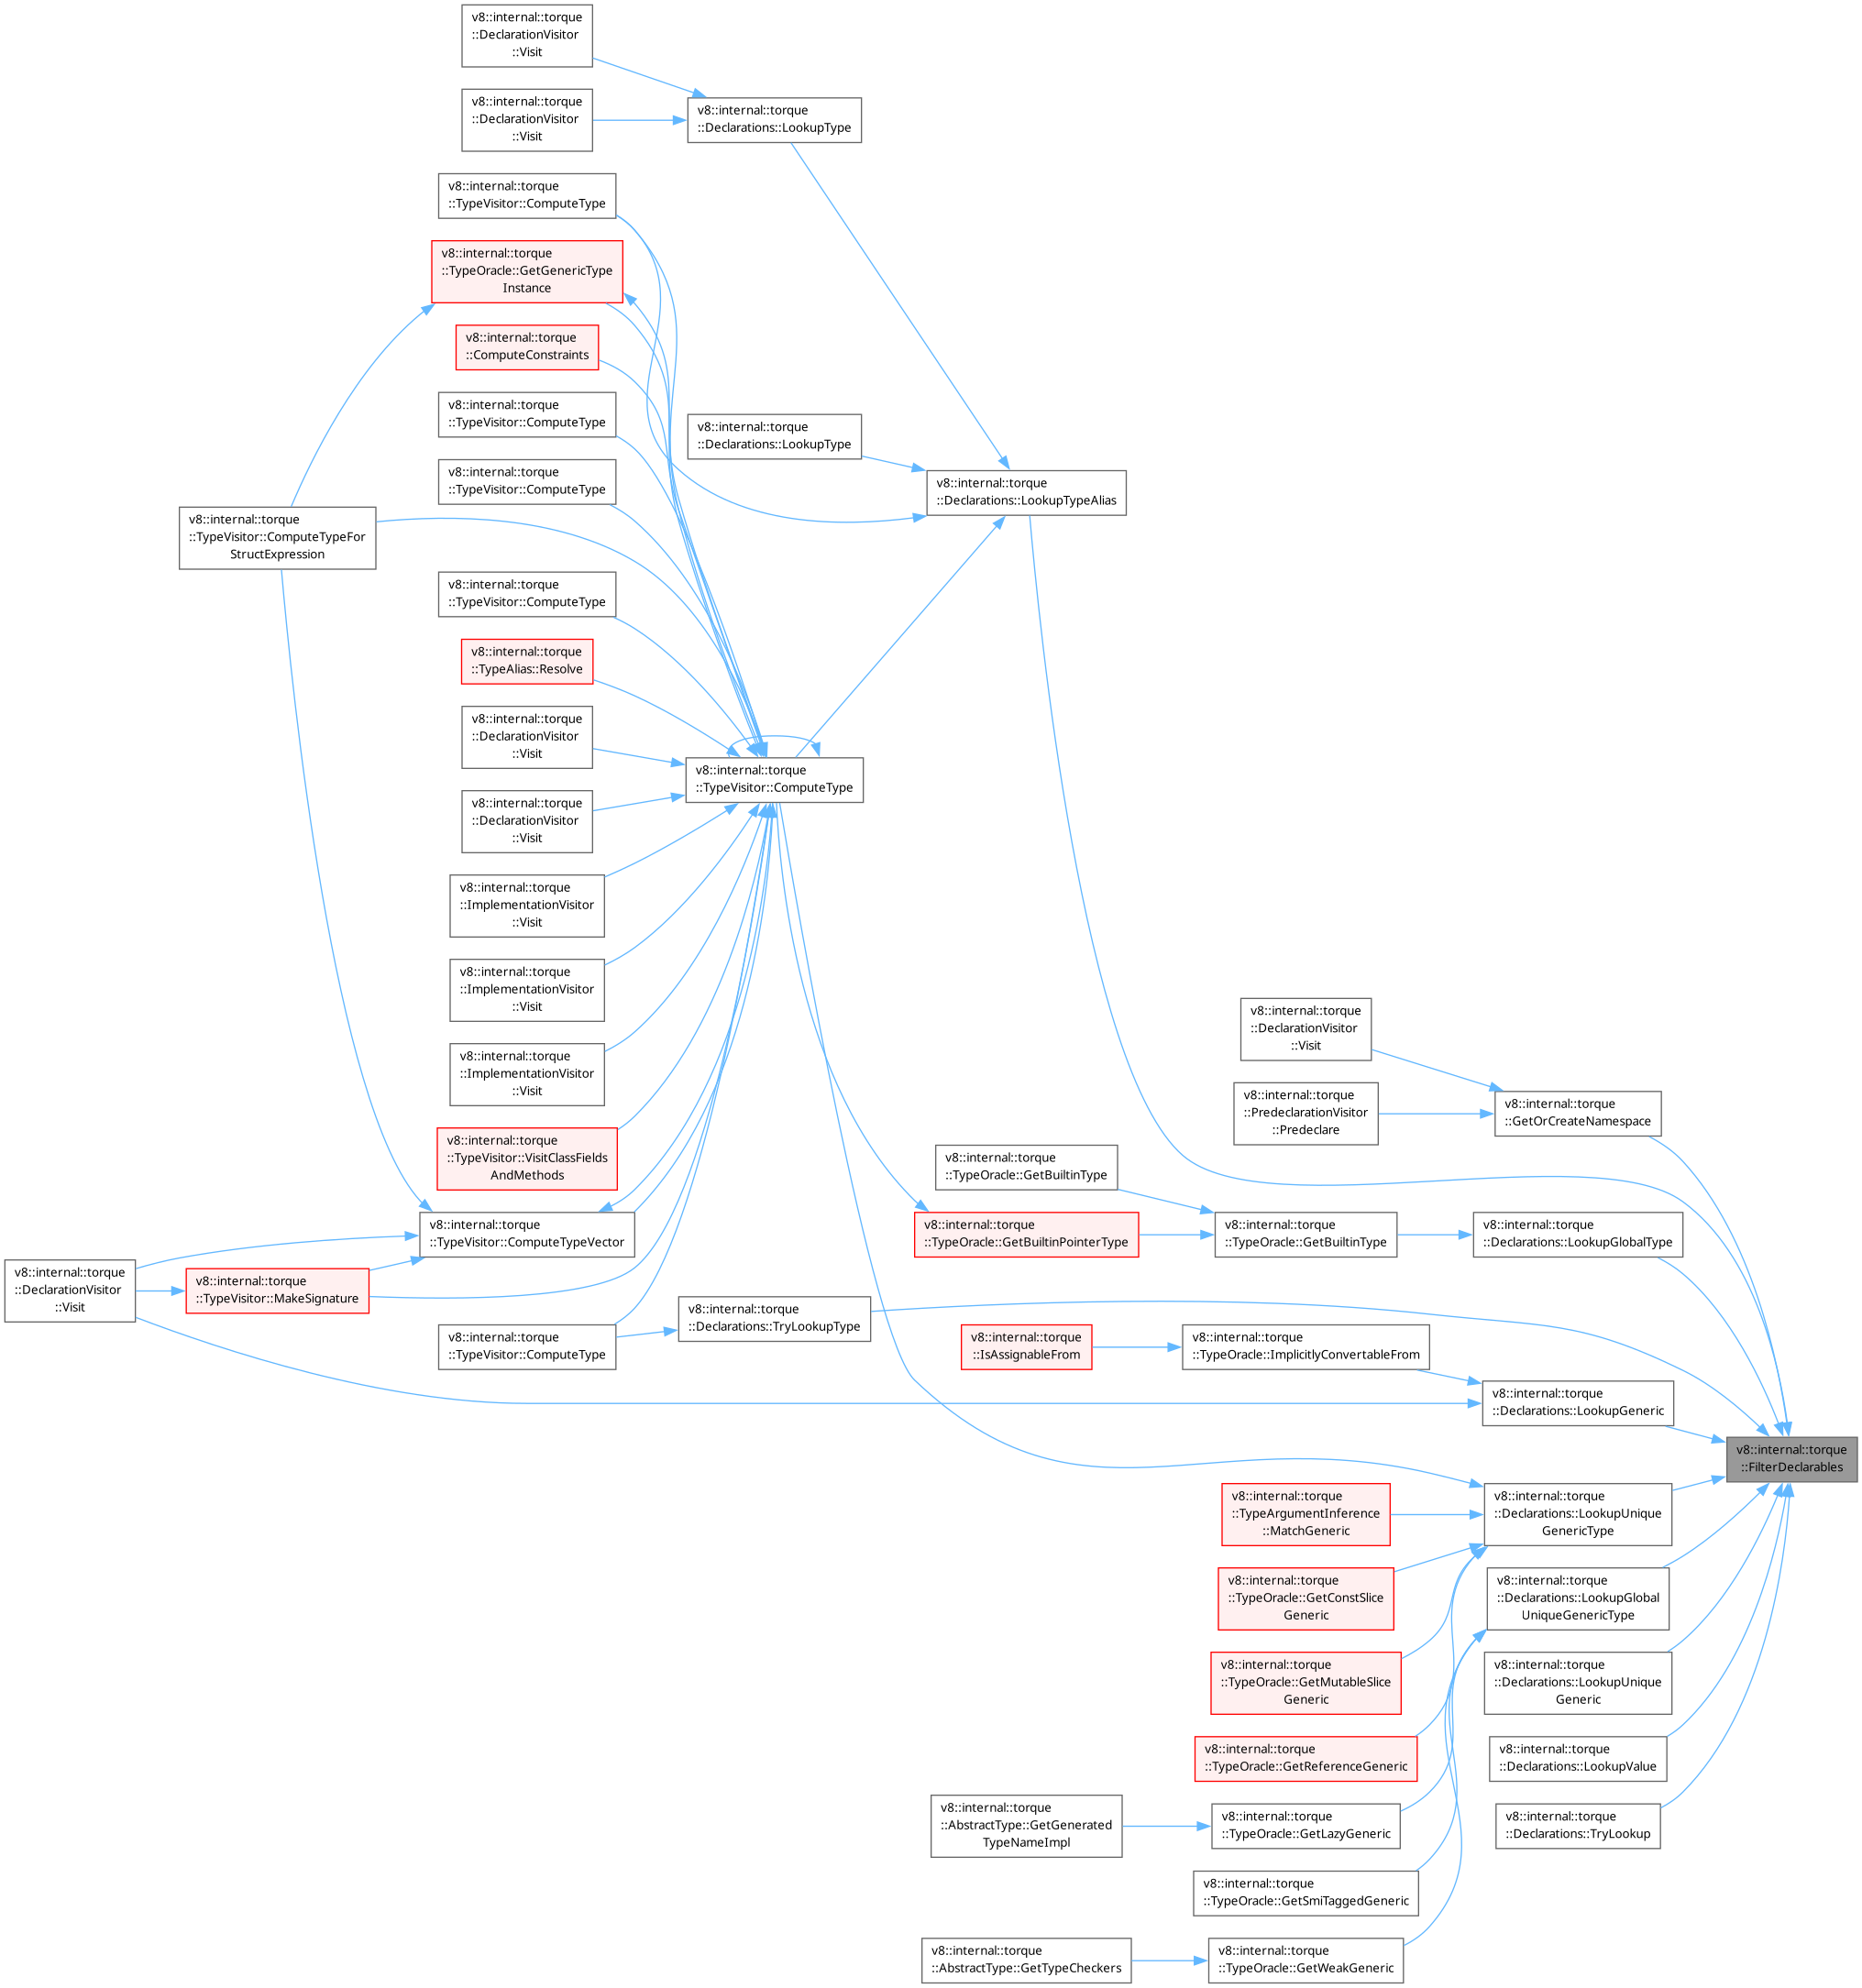 v8::internal::torque
::DeclarationVisitor
::Visit
v8::internal::torque
::DeclarationVisitor
::Visit
v8::internal::torque
::Declarations::LookupType
v8::internal::torque
::TypeVisitor::ComputeType
v8::internal::torque
::TypeOracle::GetGenericType
Instance
v8::internal::torque
::ComputeConstraints
v8::internal::torque
::TypeVisitor::ComputeType
v8::internal::torque
::Declarations::LookupType
v8::internal::torque
::TypeVisitor::ComputeType
v8::internal::torque
::Declarations::LookupTypeAlias
v8::internal::torque
::TypeVisitor::ComputeTypeFor
StructExpression
v8::internal::torque
::TypeVisitor::ComputeType
v8::internal::torque
::TypeAlias::Resolve
v8::internal::torque
::DeclarationVisitor
::Visit
v8::internal::torque
::TypeVisitor::ComputeType
v8::internal::torque
::DeclarationVisitor
::Visit
v8::internal::torque
::ImplementationVisitor
::Visit
v8::internal::torque
::ImplementationVisitor
::Visit
v8::internal::torque
::DeclarationVisitor
::Visit
v8::internal::torque
::ImplementationVisitor
::Visit
v8::internal::torque
::PredeclarationVisitor
::Predeclare
v8::internal::torque
::GetOrCreateNamespace
v8::internal::torque
::TypeVisitor::VisitClassFields
AndMethods
v8::internal::torque
::TypeOracle::GetBuiltinType
v8::internal::torque
::TypeVisitor::ComputeTypeVector
v8::internal::torque
::TypeOracle::GetBuiltinPointerType
v8::internal::torque
::TypeOracle::GetBuiltinType
v8::internal::torque
::Declarations::LookupGlobalType
v8::internal::torque
::DeclarationVisitor
::Visit
v8::internal::torque
::TypeVisitor::MakeSignature
v8::internal::torque
::Declarations::TryLookupType
v8::internal::torque
::TypeVisitor::ComputeType
v8::internal::torque
::IsAssignableFrom
v8::internal::torque
::TypeOracle::ImplicitlyConvertableFrom
v8::internal::torque
::Declarations::LookupGeneric
v8::internal::torque
::FilterDeclarables
v8::internal::torque
::TypeArgumentInference
::MatchGeneric
v8::internal::torque
::Declarations::LookupUnique
GenericType
v8::internal::torque
::TypeOracle::GetConstSlice
Generic
v8::internal::torque
::Declarations::LookupGlobal
UniqueGenericType
v8::internal::torque
::TypeOracle::GetMutableSlice
Generic
v8::internal::torque
::Declarations::LookupUnique
Generic
v8::internal::torque
::TypeOracle::GetReferenceGeneric
v8::internal::torque
::Declarations::LookupValue
v8::internal::torque
::AbstractType::GetGenerated
TypeNameImpl
v8::internal::torque
::TypeOracle::GetLazyGeneric
v8::internal::torque
::Declarations::TryLookup
v8::internal::torque
::TypeOracle::GetSmiTaggedGeneric
v8::internal::torque
::AbstractType::GetTypeCheckers
v8::internal::torque
::TypeOracle::GetWeakGeneric